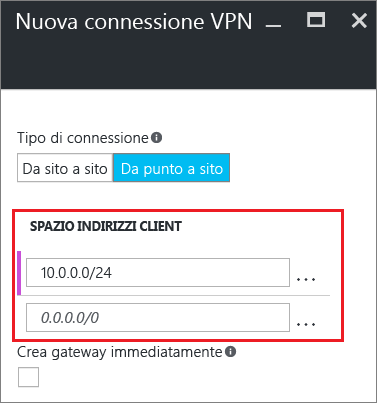 Nuova connessione VPN
Tipo di connessione
Da sito a sito Da punto a sito
SPAZIO INDIRIZZI CLIENT
10.0.0.0/24 ...
0.0.0.0/0 ...
Crea gateway immediatamente